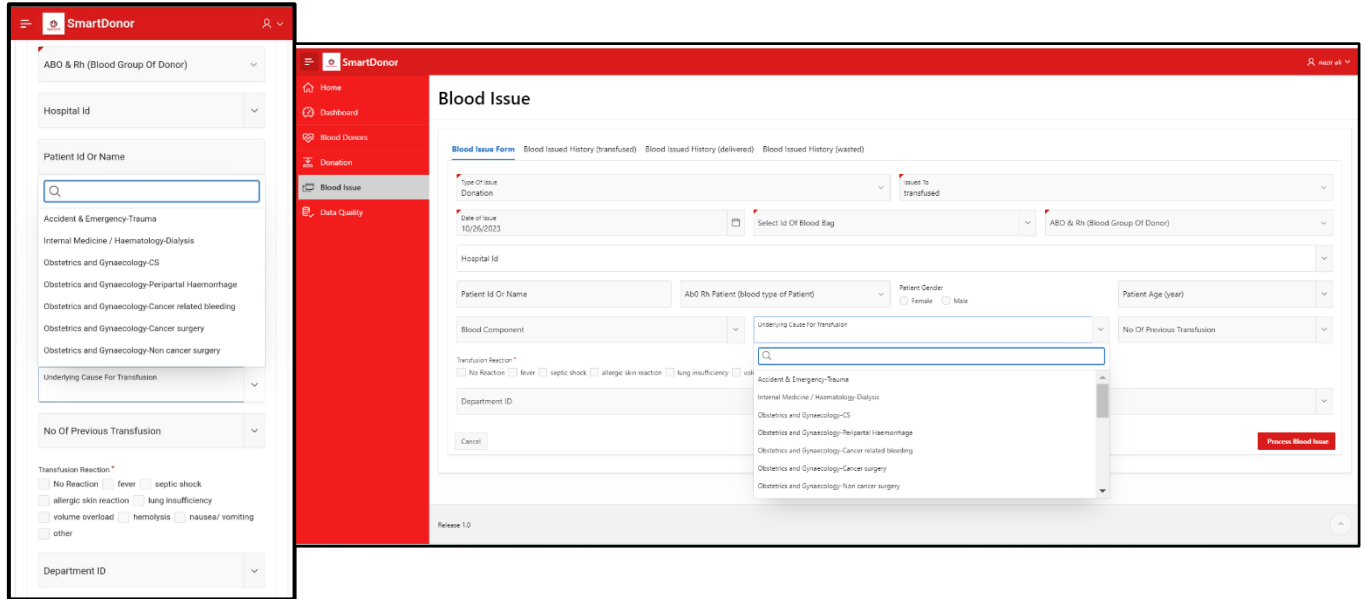 SmartDonor
ABO & Rh (Blood Group Of Donor)
Hospital Id
Patient Id Or Name
Accident & Emergency-Trauma
Internal Medicine / Haematology-Dialysis
Obstetrics and Gynaecology-CS
Obstetrics and Gynaecology-Peripartal Haemorrhage
Obstetrics and Gynaecology-Cancer related bleeding
Obstetrics and Gynaecology-Cancer surgery
Obstetrics and Gynaecology-Non cancer surgery
Underlying Cause For Transfusion
No Of Previous Transfusion
Transfusion Reaction *
No Reaction fever septic shock
allergic skin reaction lung insufficiency
volume overload hemolysis nausea/ vomiting
other
Department ID
SmartDonor
nazir ali
Home
Dashboard
Blood Donors
Donation
Blood Issue
Data Quality
Blood Issue
Blood Issue Form Blood Issued History (transfused) Blood Issued History (delivered) Blood Issued History (wasted)
Type Of Issue
Donation
Issued To
transfused
Date of Issue
10/26/2023
Select Id Of Blood Bag
ABO & Rh (Blood Group Of Donor)
Hospital Id
Patient Id Or Name
Ab0 Rh Patient (blood type of Patient)
Patient Gender
Female Male
Patient Age (year)
Blood Component
Underlying Cause For Transfusion
No Of Previous Transfusion
Transfusion Reaction *
No Reaction fever septic shock allergic skin reaction lung insufficiency
Accident & Emergency-Trauma
Internal Medicine / Haematology-Dialysis
Obstetrics and Gynaecology-CS
Obstetrics and Gynaecology-Peripartal Haemorrhage
Obstetrics and Gynaecology-Cancer related bleeding
Obstetrics and Gynaecology-Cancer surgery
Obstetrics and Gynaecology-Non cancer surgery
Department ID
Cancel
Process Blood Issue
Release 1.0